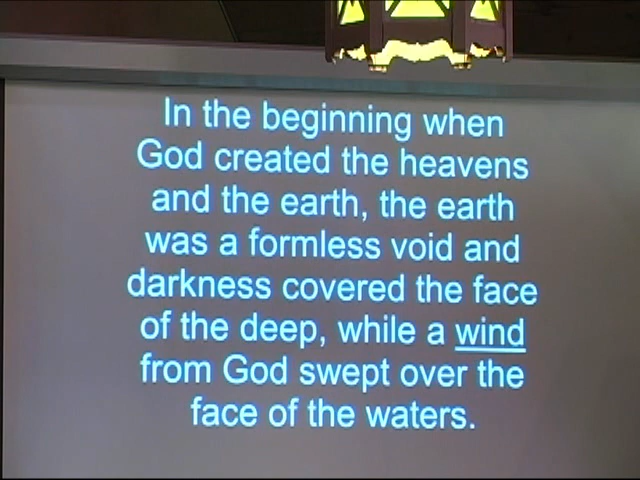 In the beginning when
God created the heavens
and the earth, the earth
was a formless void and
darkness covered the face
of the deep, while a wind
from God swept over the
face of the waters.